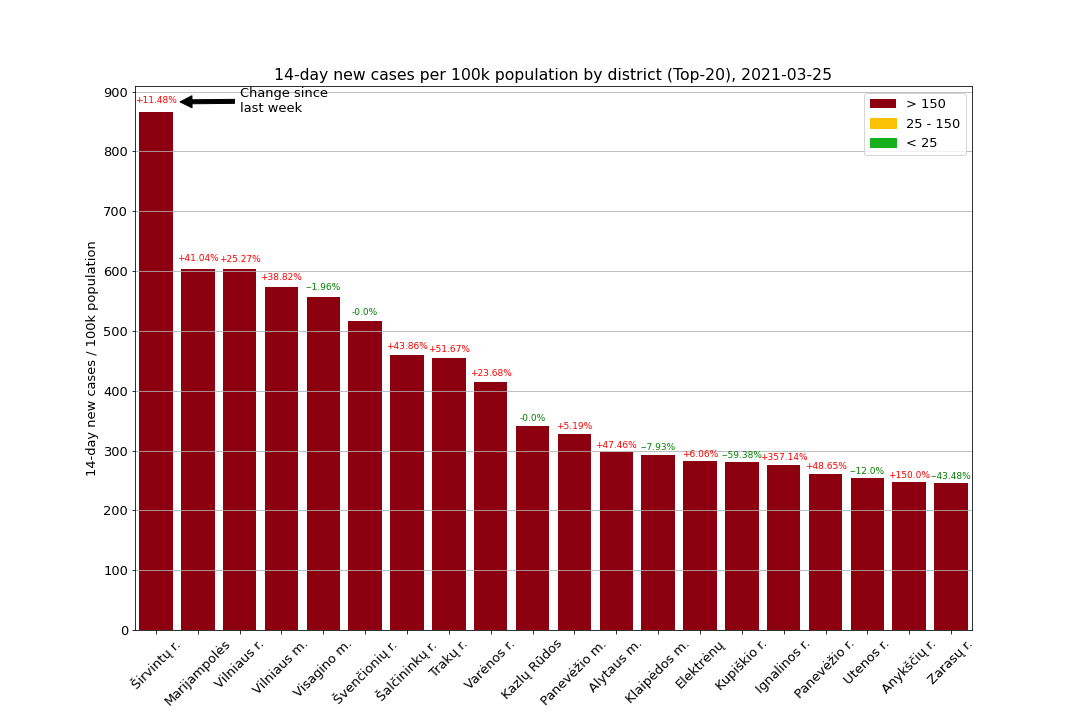 14-day new cases per 100k population by district (Top-20), 2021-03-25
14-day new cases / 100k population
900
800
700
600
500
400
300
200
100
0
+11.48%
Change since
last week
> 150
25 - 150
< 25
+41.04%
+25.27%
+38.82%
−1.96%
-0.0%
+43.86%
+51.67%
+23.68%
-0.0%
+5.19%
+47.46%
−7.93%
+6.06%
−59.38%
+357.14%
+48.65%
−12.0%
+150.0%
−43.48%
Širvintų r.
Marijampolės
Vilniaus r.
Vilniaus m.
Visagino m.
Švenčionių r.
Šalčininkų r.
Trakų r.
Varėnos r.
Kazlų Rūdos
Panevėžio m.
Alytaus m.
Klaipėdos m.
Elektrėnų
Kupiškio r.
Ignalinos r.
Panevėžio r.
Utenos r.
Anykščių r.
Zarasų r.